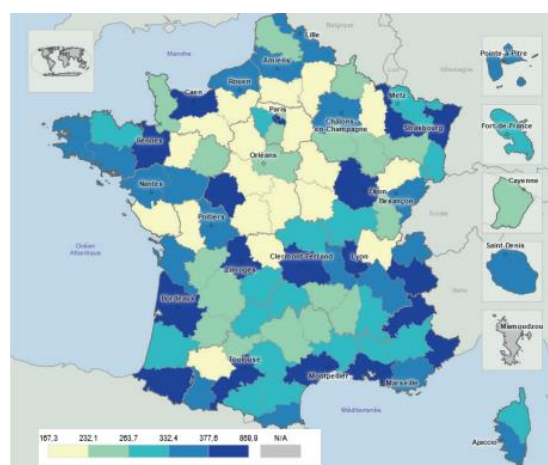 Belgique
Lille
Manche
Allemagne
Pointe-à-Pitre
Amiens
Rouen
Metz
Caen
Paris
Châlons
en-Champagne
Strasbourg
Fort-de-France
Rennes
Orléans
Nantes
Dijon
Besançon
Cayenne
Poitiers
Suisse
Océan
Atlantique
Clermont-Ferrand
Lyon
Limoges
Saint-Denis
Bordeaux
Italie
Mamoudzou
Toulouse
Montpellier
Marseille
Méditerranée
Ajaccio
167,3 232,1 263,7 332,4 377,6 869,9 N/A